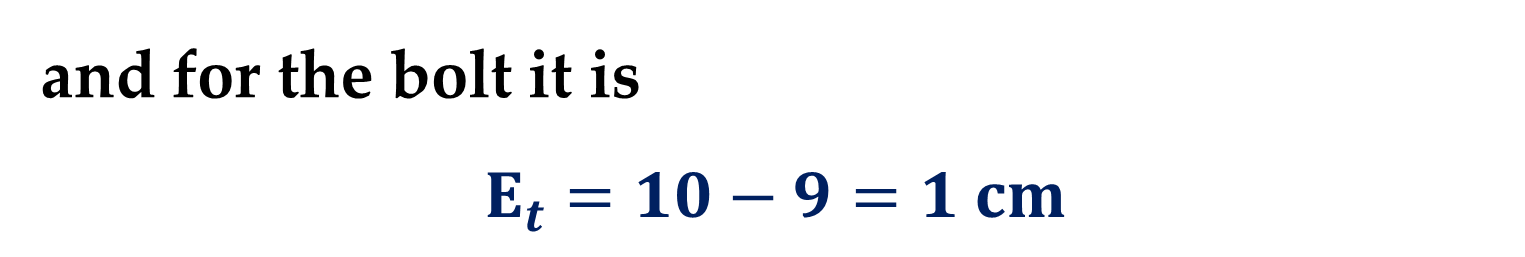 and for the bolt it is
Eₜ = 10 − 9 = 1 cm